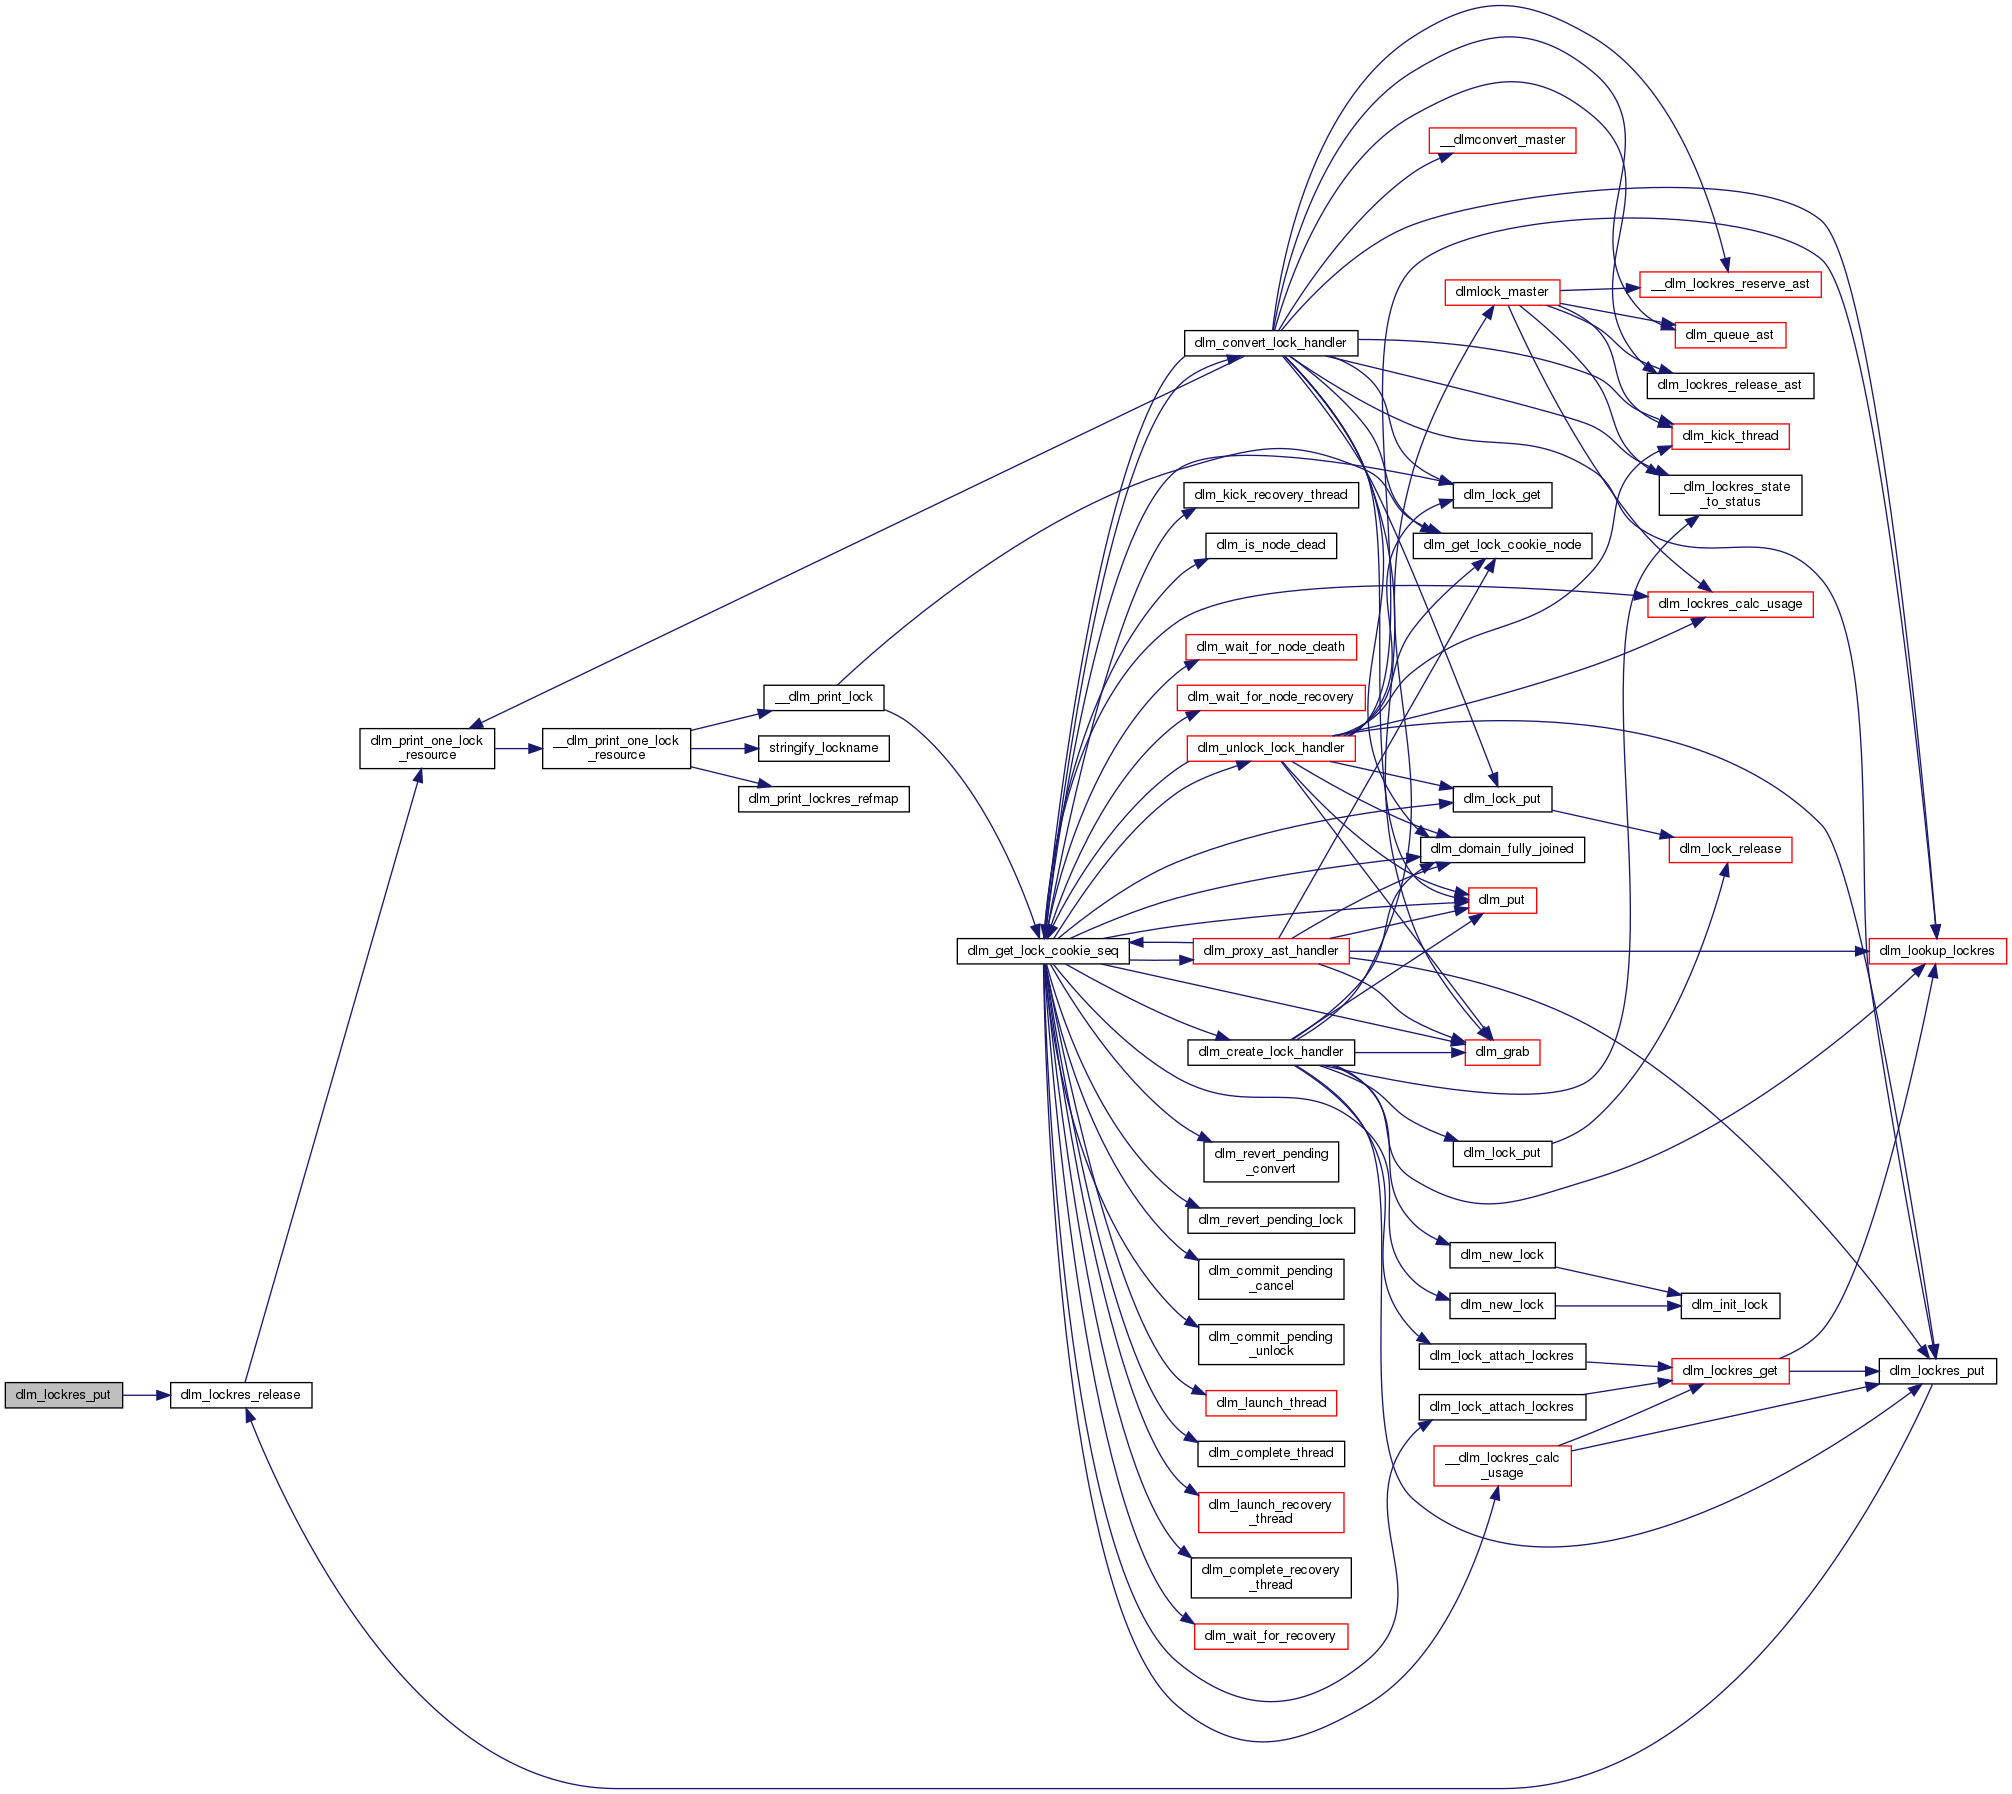 __dlmconvert_master
__dlm_lockres_reserve_ast
dlmlock_master
dlm_queue_ast
dlm_convert_lock_handler
dlm_lockres_release_ast
dlm_kick_thread
dlm_kick_recovery_thread
dlm_lock_get
__dlm_lockres_state
_to_status
dlm_is_node_dead
dlm_get_lock_cookie_node
dlm_lockres_calc_usage
dlm_wait_for_node_death
__dlm_print_lock
dlm_wait_for_node_recovery
dlm_print_one_lock
_resource
__dlm_print_one_lock
_resource
stringify_lockname
dlm_unlock_lock_handler
dlm_print_lockres_refmap
dlm_lock_put
dlm_domain_fully_joined
dlm_lock_release
dlm_put
dlm_get_lock_cookie_seq
dlm_proxy_ast_handler
dlm_lookup_lockres
dlm_create_lock_handler
dlm_grab
dlm_revert_pending
_convert
dlm_lock_put
dlm_revert_pending_lock
dlm_new_lock
dlm_commit_pending
_cancel
dlm_new_lock
dlm_init_lock
dlm_commit_pending
_unlock
dlm_lock_attach_lockres
dlm_lockres_get
dlm_lockres_put
dlm_lockres_put
dlm_lockres_release
dlm_launch_thread
dlm_lock_attach_lockres
dlm_complete_thread
__dlm_lockres_calc
_usage
dlm_launch_recovery
_thread
dlm_complete_recovery
_thread
dlm_wait_for_recovery